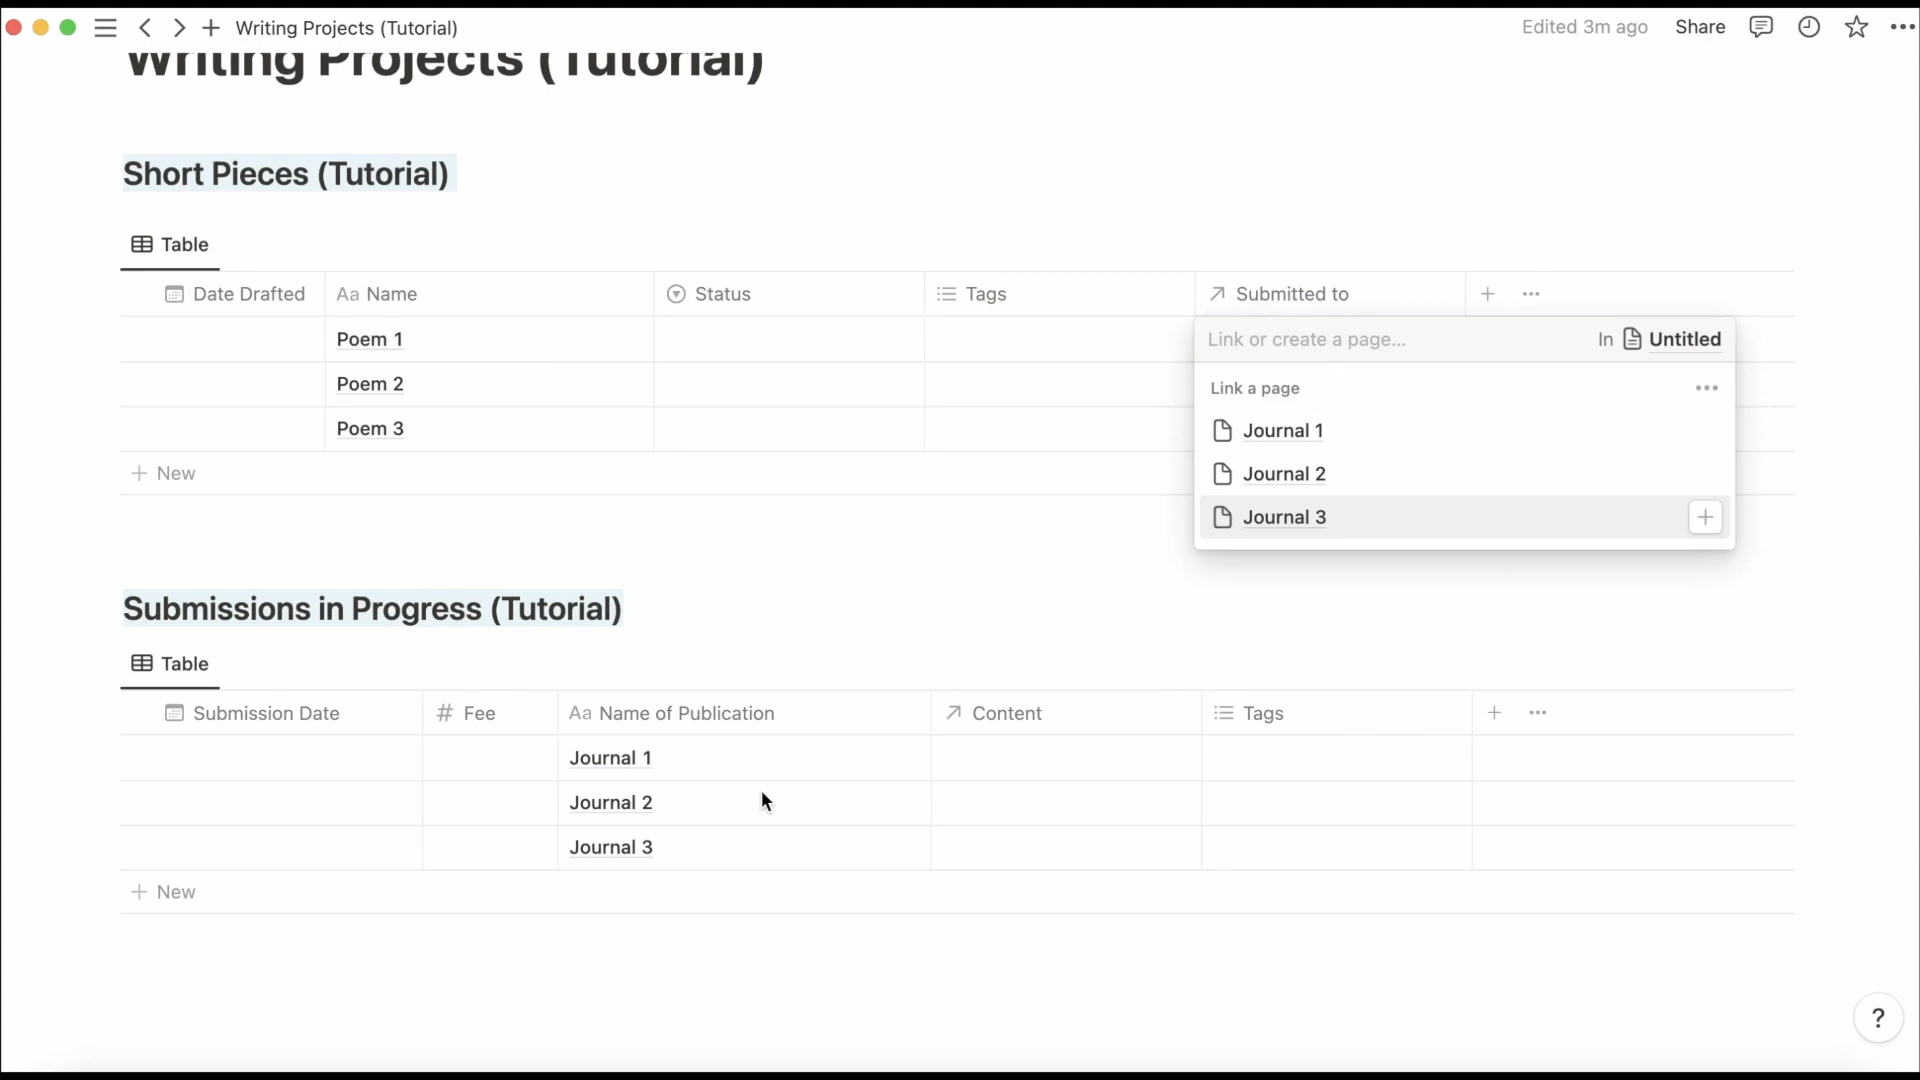 Writing Projects (Tutorial)
Edited 3m ago
Share
Writing Projects (Tutorial)
Short Pieces (Tutorial)
Table
Date Drafted
Aa Name
Status
Tags
Submitted to
Poem 1
Poem 2
Poem 3
+ New
Link or create a page...
In Untitled
Link a page
Journal 1
Journal 2
Journal 3
Submissions in Progress (Tutorial)
Table
Submission Date
# Fee
Aa Name of Publication
Content
Tags
Journal 1
Journal 2
Journal 3
+ New
?